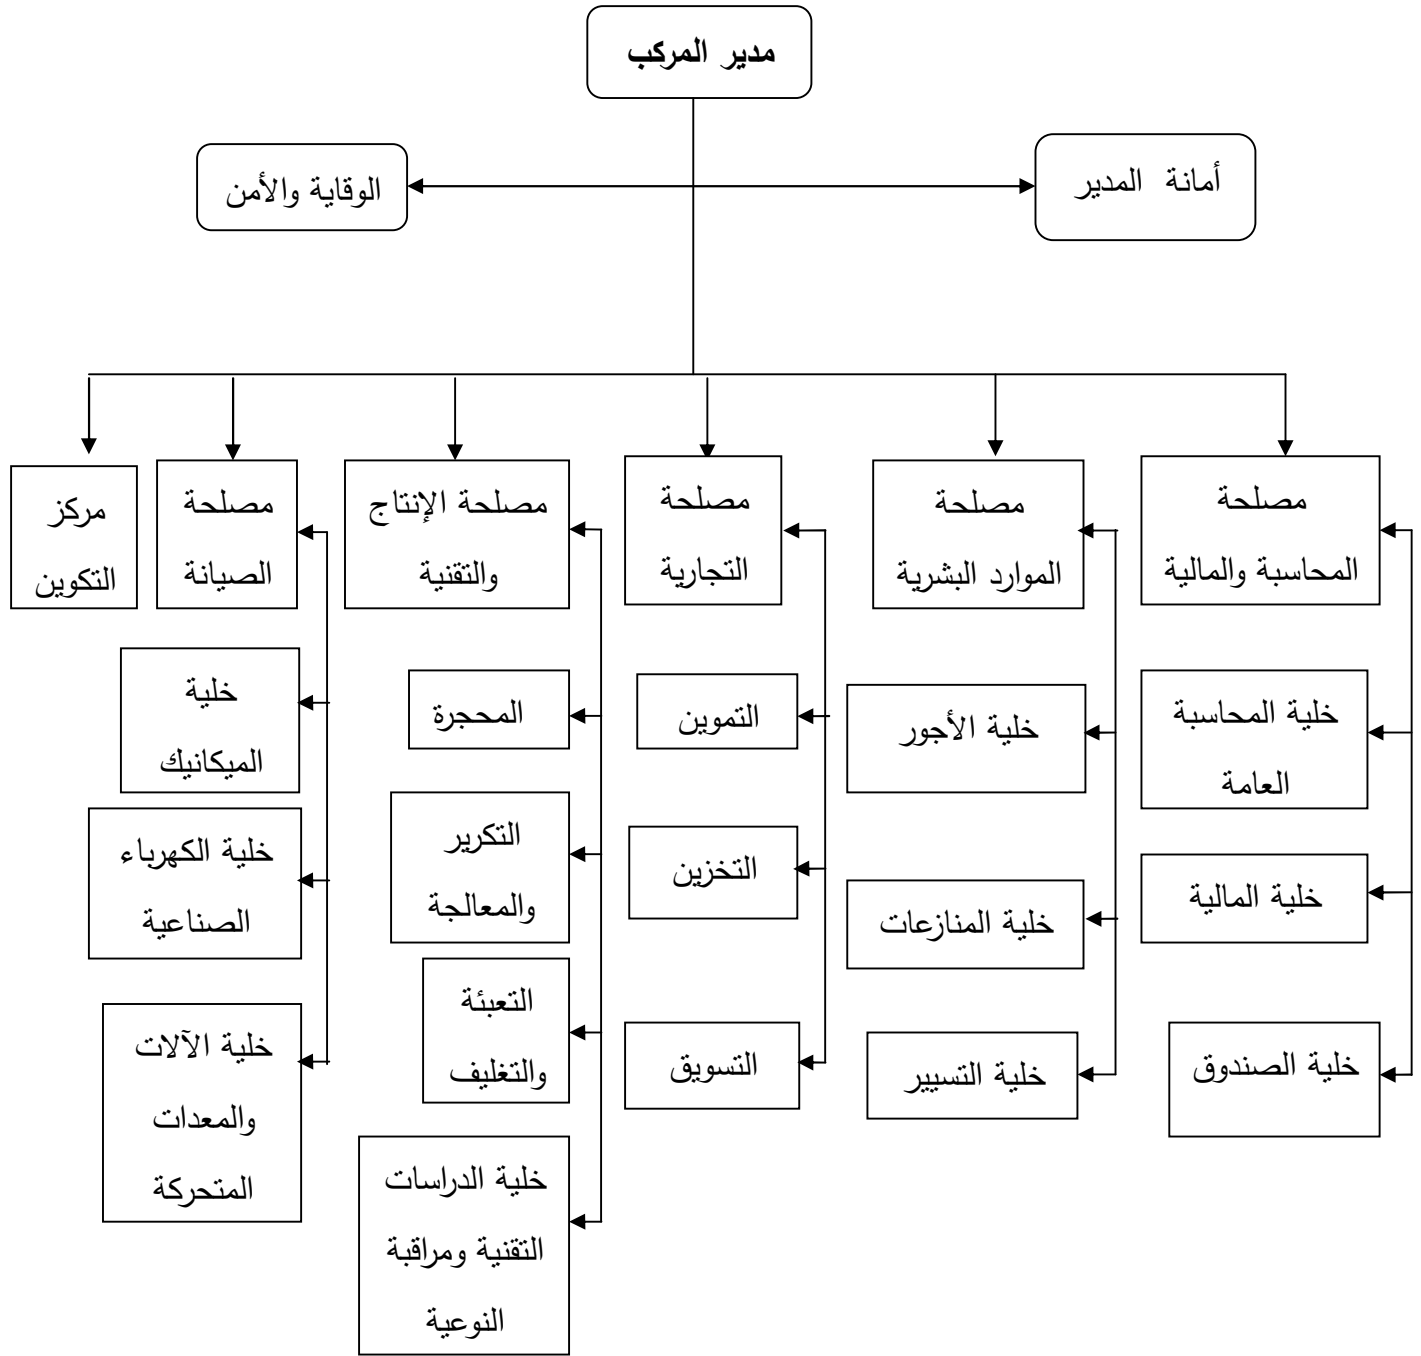 مدير المركب
أمانة المدير
الوقاية والأمن
مصلحة
المحاسبة والمالية
مصلحة
الموارد البشرية
مصلحة
التجارية
مصلحة الإنتاج
والتقنية
مصلحة
الصيانة
مركز
التكوين
خلية المحاسبة
العامة
خلية المالية
خلية الصندوق
خلية الأجور
خلية المنازعات
خلية التسيير
التموين
التخزين
التسويق
المحجرة
التكرير
والمعالجة
التعبئة
والتغليف
خلية الدراسات
التقنية ومراقبة
النوعية
خلية
الميكانيك
خلية الكهرباء
الصناعية
خلية الآلات
والمعدات
المتحركة